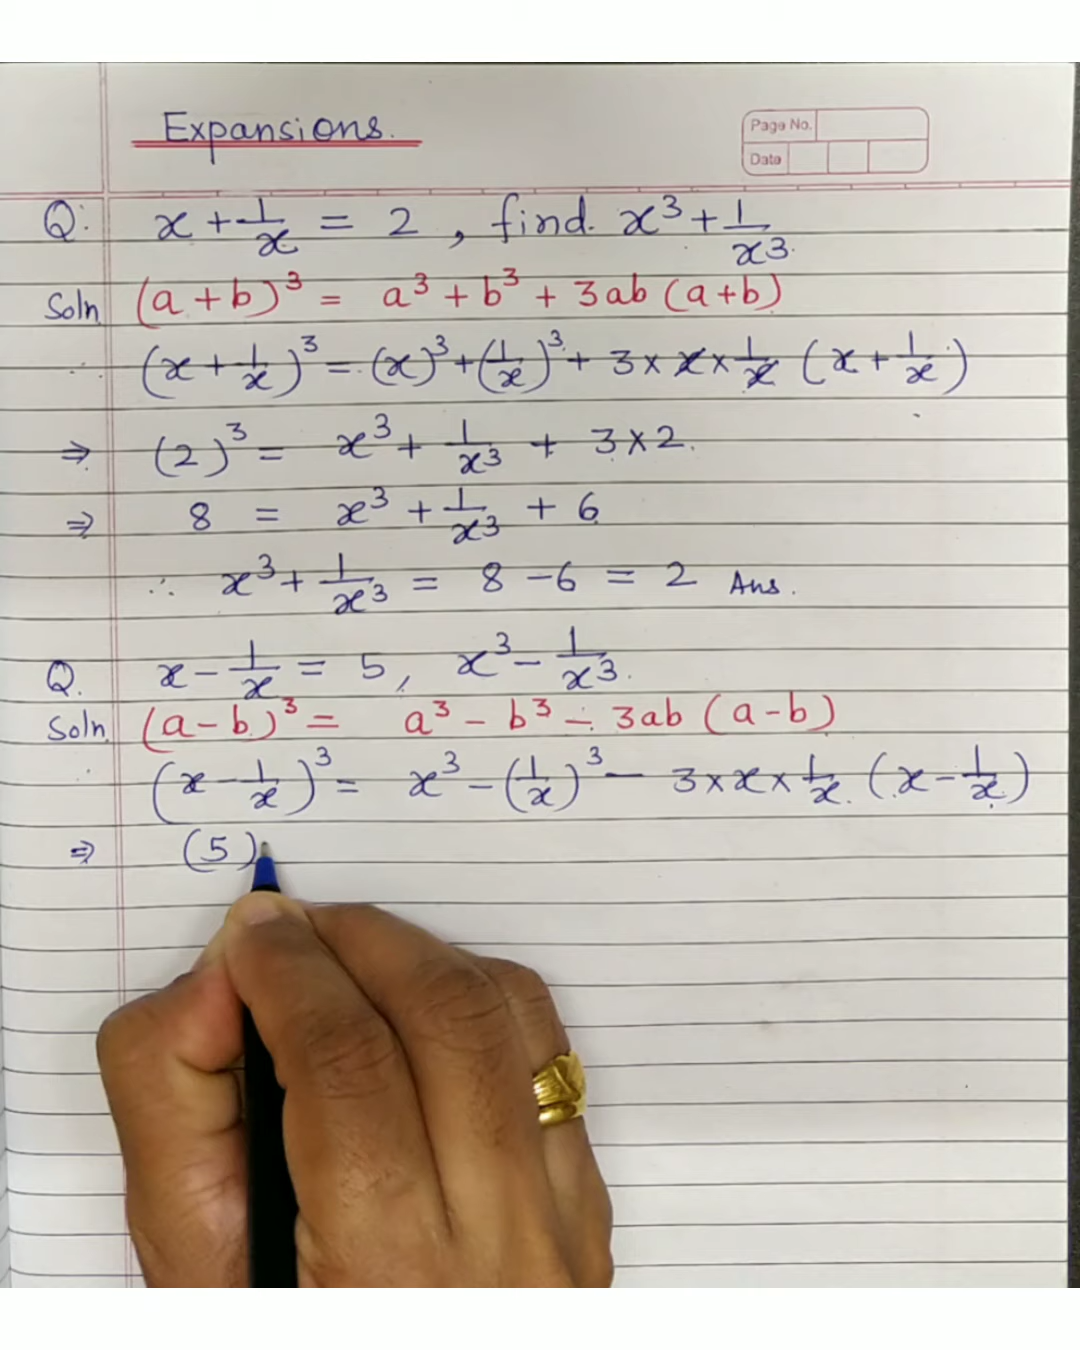 Expansions.
Page No.
Date
Q: x + 1/x = 2, find. x³ + 1/x³.
Soln (a+b)³ = a³ + b³ + 3ab (a+b)
∴ (x + 1/x)³ = (x)³ + (1/x)³ + 3 × x × 1/x (x + 1/x)
⇒ (2)³ = x³ + 1/x³ + 3 × 2.
⇒ 8 = x³ + 1/x³ + 6
∴ x³ + 1/x³ = 8 - 6 = 2 Ans.
Q. x - 1/x = 5, x³ - 1/x³.
Soln (a-b)³ = a³ - b³ - 3ab (a-b)
∴ (x - 1/x)³ = x³ - (1/x)³ - 3 × x × 1/x (x - 1/x)
⇒ (5)